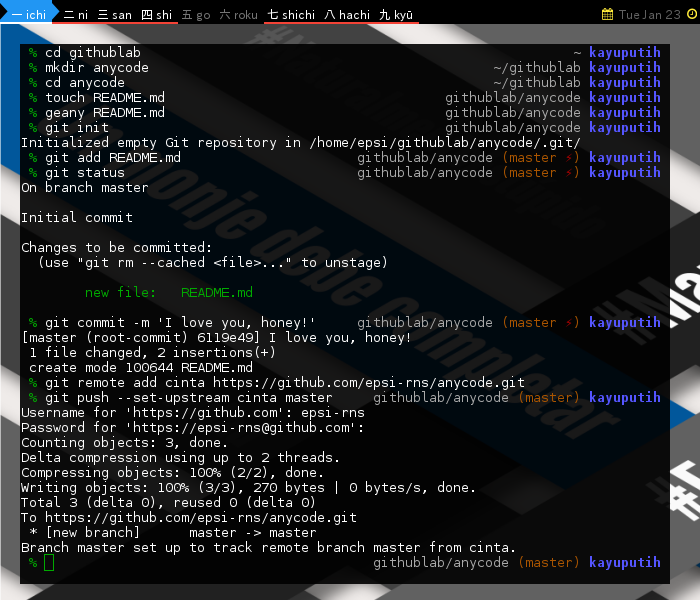 一 ichi 二 ni 三 san 四 shi 五 go 六 roku 七 shichi 八 hachi 九 kyū Tue Jan 23
% cd githublab ~ kayuputih
% mkdir anycode ~/githublab kayuputih
% cd anycode ~/githublab kayuputih
% touch README.md githublab/anycode kayuputih
% geany README.md githublab/anycode kayuputih
% git init githublab/anycode kayuputih
Initialized empty Git repository in /home/epsi/githublab/anycode/.git/
% git add README.md githublab/anycode (master ⚡) kayuputih
% git status githublab/anycode (master ⚡) kayuputih
On branch master
Initial commit
Changes to be committed:
(use "git rm --cached <file>..." to unstage)
new file: README.md
% git commit -m 'I love you, honey!' githublab/anycode (master ⚡) kayuputih
[master (root-commit) 6119e49] I love you, honey!
1 file changed, 2 insertions(+)
create mode 100644 README.md
% git remote add cinta https://github.com/epsi-rns/anycode.git
% git push --set-upstream cinta master githublab/anycode (master) kayuputih
Username for 'https://github.com': epsi-rns
Password for 'https://epsi-rns@github.com':
Counting objects: 3, done.
Delta compression using up to 2 threads.
Compressing objects: 100% (2/2), done.
Writing objects: 100% (3/3), 270 bytes | 0 bytes/s, done.
Total 3 (delta 0), reused 0 (delta 0)
To https://github.com/epsi-rns/anycode.git
* [new branch] master -> master
Branch master set up to track remote branch master from cinta.
% githublab/anycode (master) kayuputih